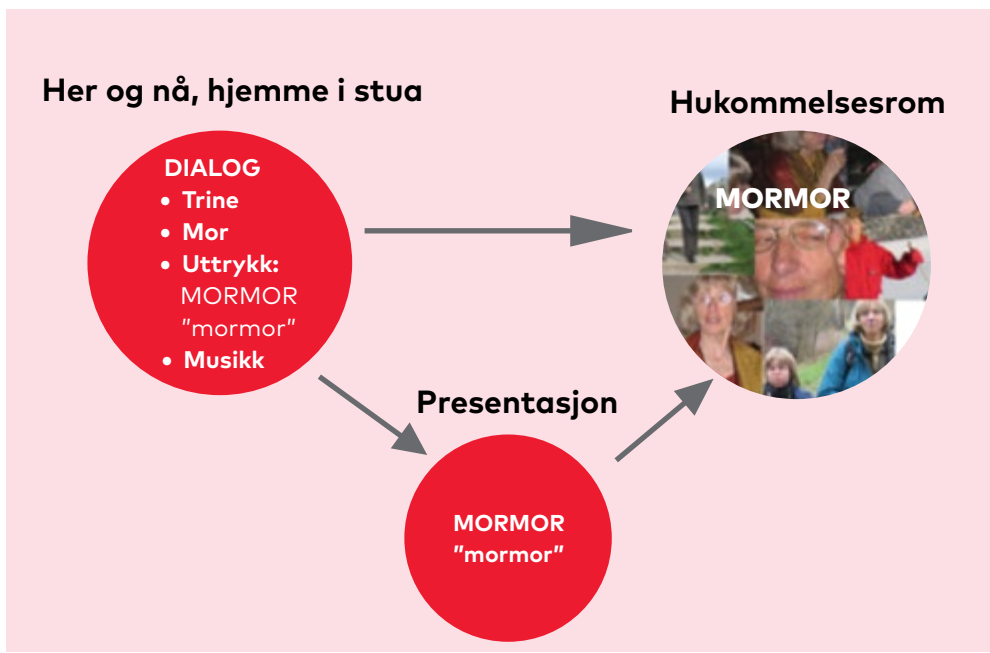 Her og nå, hjemme i stua
DIALOG
• Trine
• Mor
• Uttrykk:
MORMOR
"mormor"
• Musikk
Hukommelsesrom
MORMOR
Presentasjon
MORMOR
"mormor"